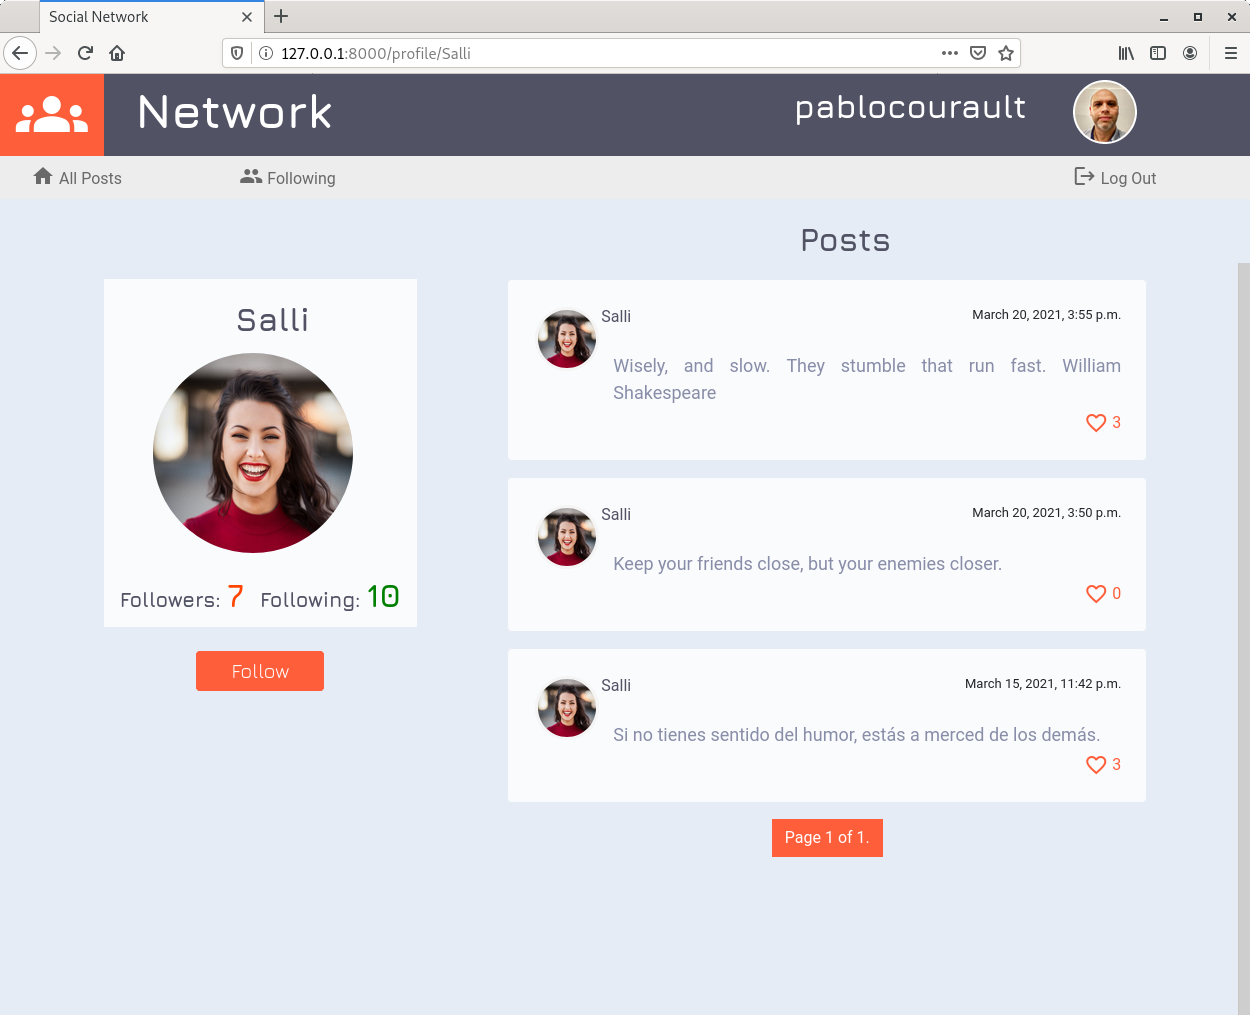 Social Network
127.0.0.1:8000/profile/Salli
Network
pablocourault
All Posts
Following
Log Out
Posts
Salli
Followers: 7 Following: 10
Follow
Salli
March 20, 2021, 3:55 p.m.
Wisely, and slow. They stumble that run fast. William
Shakespeare
3
Salli
March 20, 2021, 3:50 p.m.
Keep your friends close, but your enemies closer.
0
Salli
March 15, 2021, 11:42 p.m.
Si no tienes sentido del humor, estás a merced de los demás.
3
Page 1 of 1.